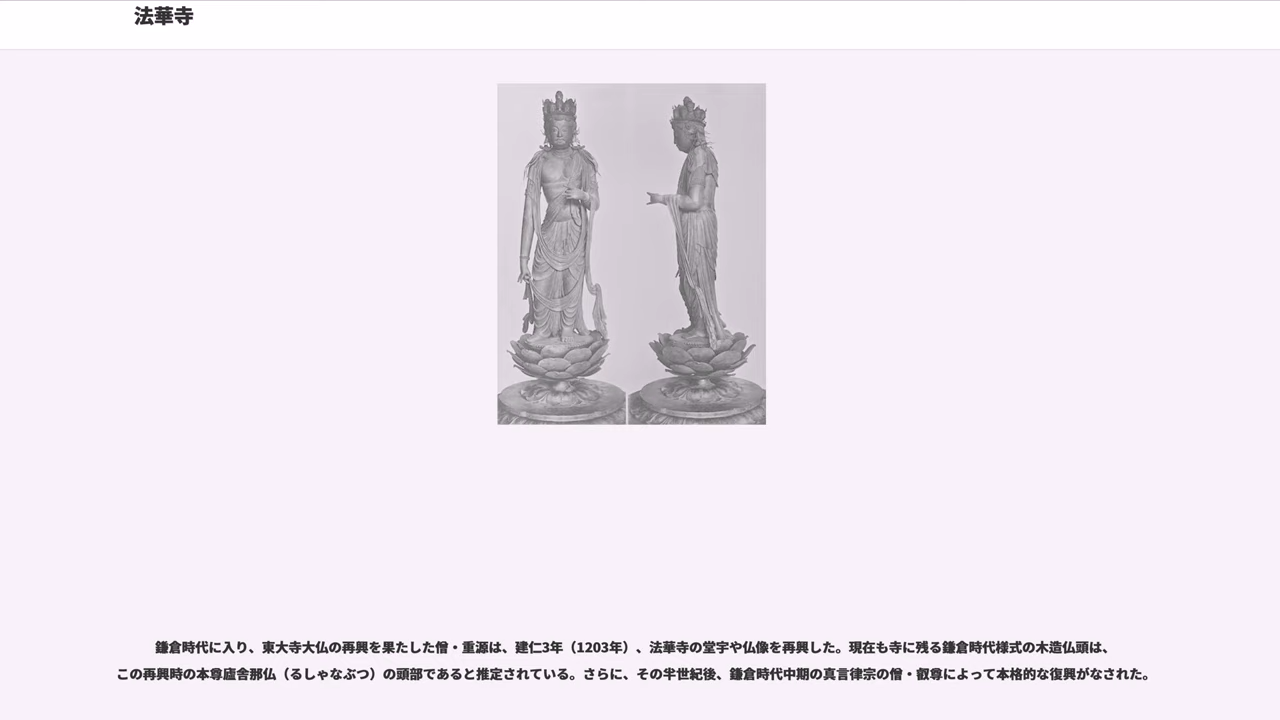 法華寺
鎌倉時代に入り、東大寺大仏の再興を果たした僧・重源は、建仁3年（1203年）、法華寺の堂宇や仏像を再興した。現在も寺に残る鎌倉時代様式の木造仏頭は、
この再興時の本尊廬舎那仏（るしゃなぶつ）の頭部であると推定されている。さらに、その半世紀後、鎌倉時代中期の真言律宗の僧・叡尊によって本格的な復興がなされた。